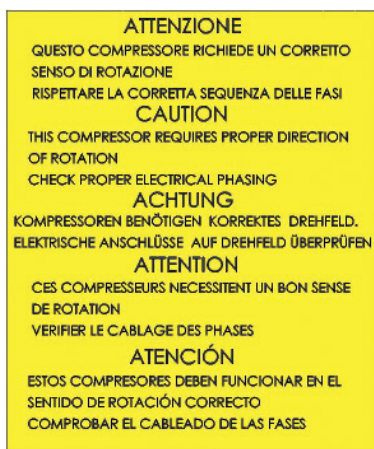 ATTENZIONE
QUESTO COMPRESSORE RICHIEDE UN CORRETTO
SENSO DI ROTAZIONE
RISPETTARE LA CORRETTA SEQUENZA DELLE FASI
CAUTION
THIS COMPRESSOR REQUIRES PROPER DIRECTION
OF ROTATION
CHECK PROPER ELECTRICAL PHASING
ACHTUNG
KOMPRESSOREN BENÖTIGEN KORREKTES DREHFELD.
ELEKTRISCHE ANSCHLÜSSE AUF DREHFELD ÜBERPRÜFEN
ATTENTION
CES COMPRESSEURS NECESSITENT UN BON SENSE
DE ROTATION
VERIFIER LE CABLAGE DES PHASES
ATENCIÓN
ESTOS COMPRESORES DEBEN FUNCIONAR EN EL
SENTIDO DE ROTACIÓN CORRECTO
COMPROBAR EL CABLEADO DE LAS FASES